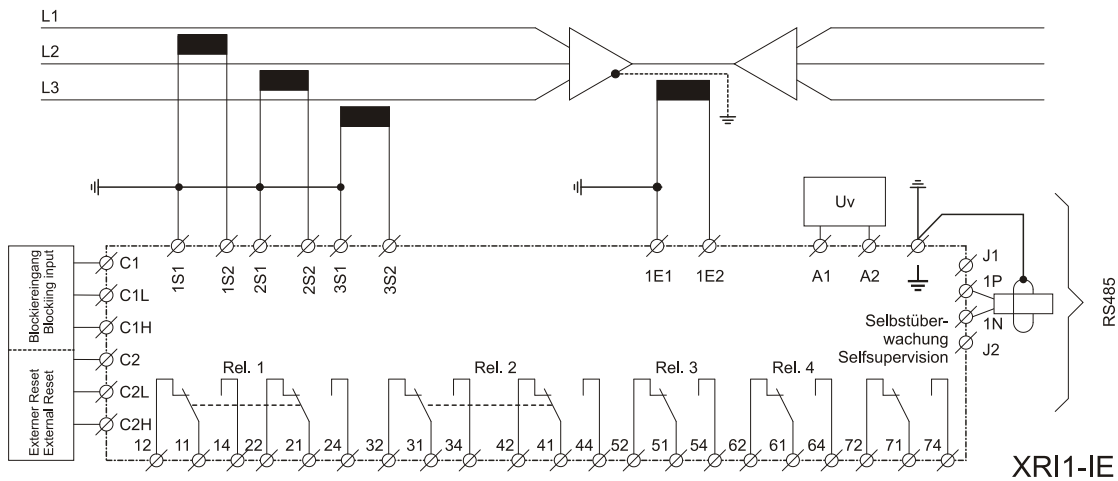 L1
L2
L3
Uv
1S1
1S2
2S1
2S2
3S1
3S2
1E1
1E2
A1
A2
J1
1P
1N
J2
RS485
Blockiereingang
Blocking input
C1
C1L
C1H
Externer Reset
External Reset
C2
C2L
C2H
Selbstüber-
wachung
Selfsupervision
Rel. 1
Rel. 2
Rel. 3
Rel. 4
12 11 14 22 21 24 32 31 34 42 41 44 52 51 54 62 61 64 72 71 74
XRI1-IE